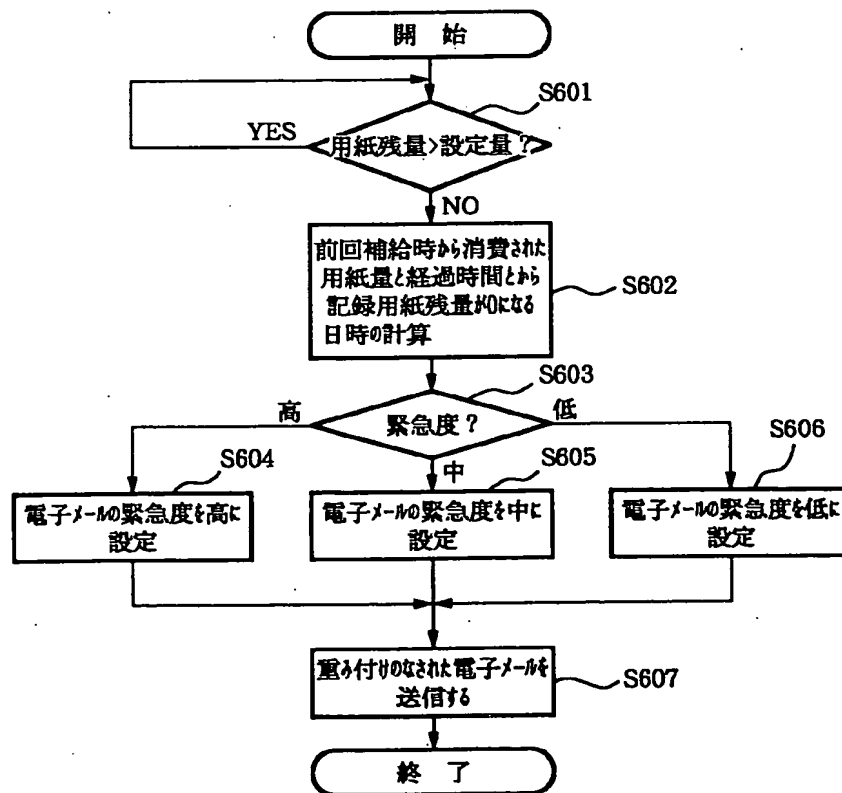 開 始
S601
YES
用紙残量>設定量？
NO
前回補給時から消費された
用紙量と経過時間とから
記録用紙残量が0になる
日時の計算
S602
S603
高
緊急度？
低
中
S604
S605
S606
電子メールの緊急度を高に
設定
電子メールの緊急度を中に
設定
電子メールの緊急度を低に
設定
重み付けのなされた電子メールを
送信する
S607
終 了